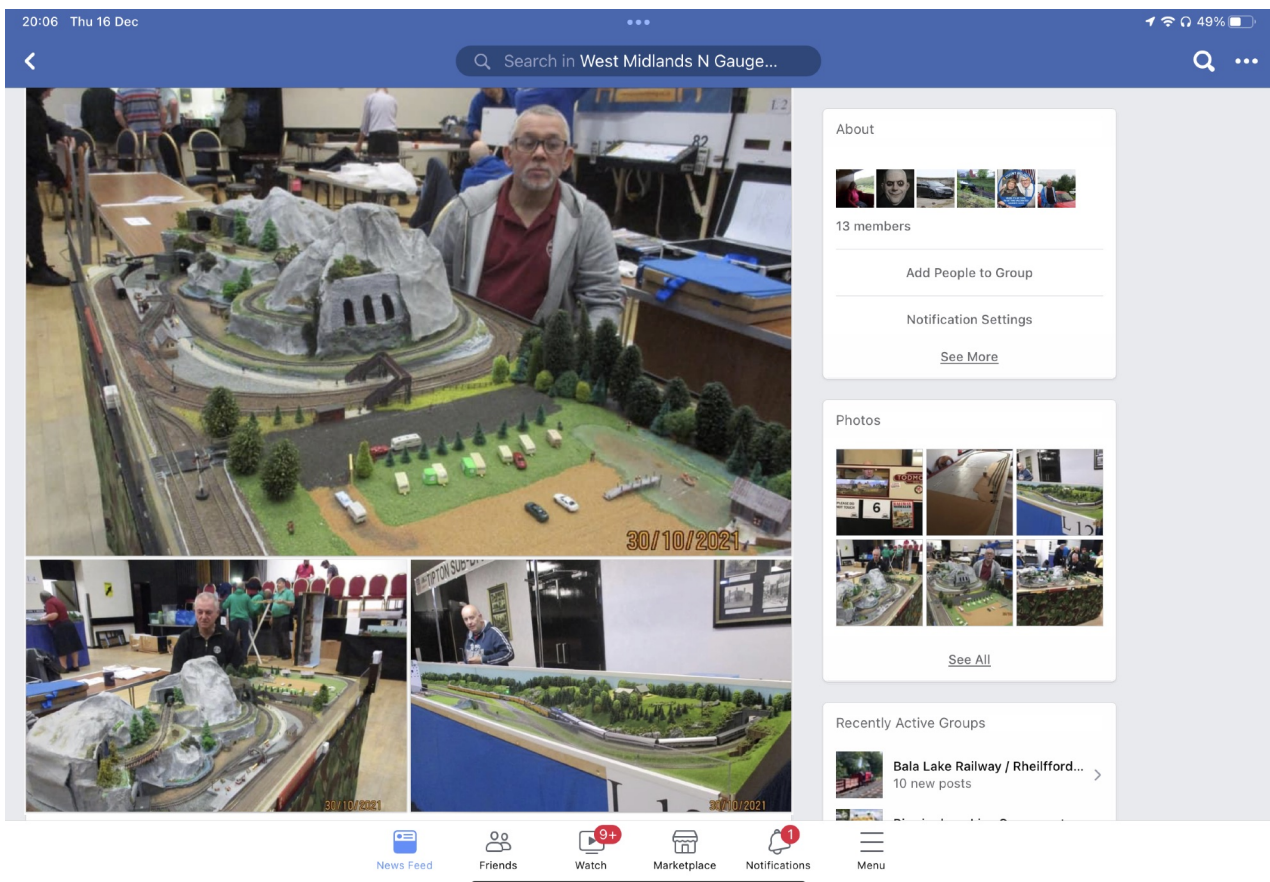 20:06 Thu 16 Dec
49%
Search in West Midlands N Gauge...
82
30/10/2021
TIPTON SUB-
30/10/2021
30/10/2021
About
13 members
Add People to Group
Notification Settings
See More
Photos
6
See All
Recently Active Groups
Bala Lake Railway / Rheilfford...
10 new posts
News Feed
Friends
9+
Watch
Marketplace
1
Notifications
Menu